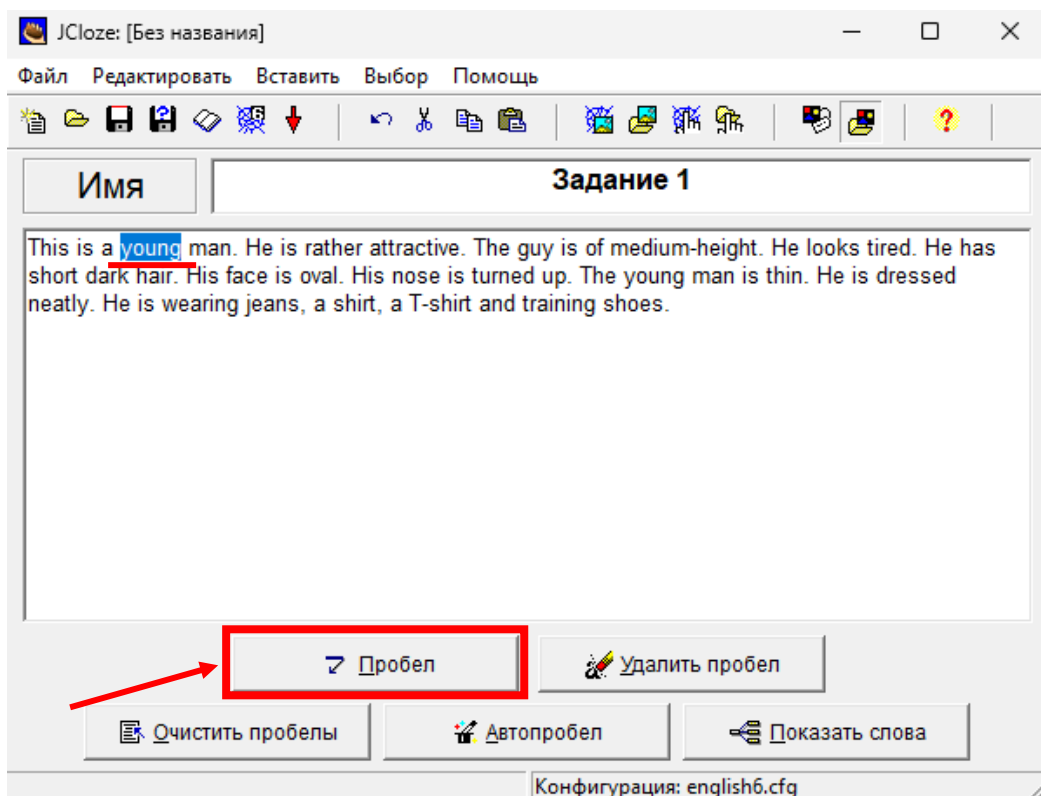 JCloze: [Без названия]
Файл Редактировать Вставить Выбор Помощь
Имя
Задание 1
This is a young man. He is rather attractive. The guy is of medium-height. He looks tired. He has
short dark hair. His face is oval. His nose is turned up. The young man is thin. He is dressed
neatly. He is wearing jeans, a shirt, a T-shirt and training shoes.
Пробел Удалить пробел
Очистить пробелы Автопробел Показать слова
Конфигурация: english6.cfg